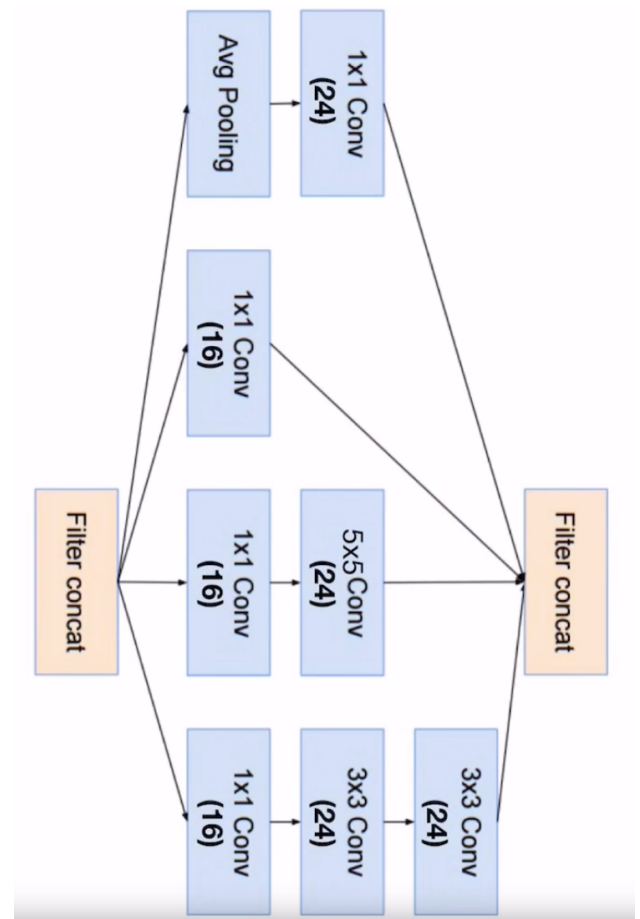 Filter concat
3x3 Conv
(24)
1x1 Conv
(24)
5x5Conv
(24)
3x3 Conv
(24)
Avg Pooling
1x1 Conv
(16)
1x1 Conv
(16)
1x1 Conv
(16)
Filter concat